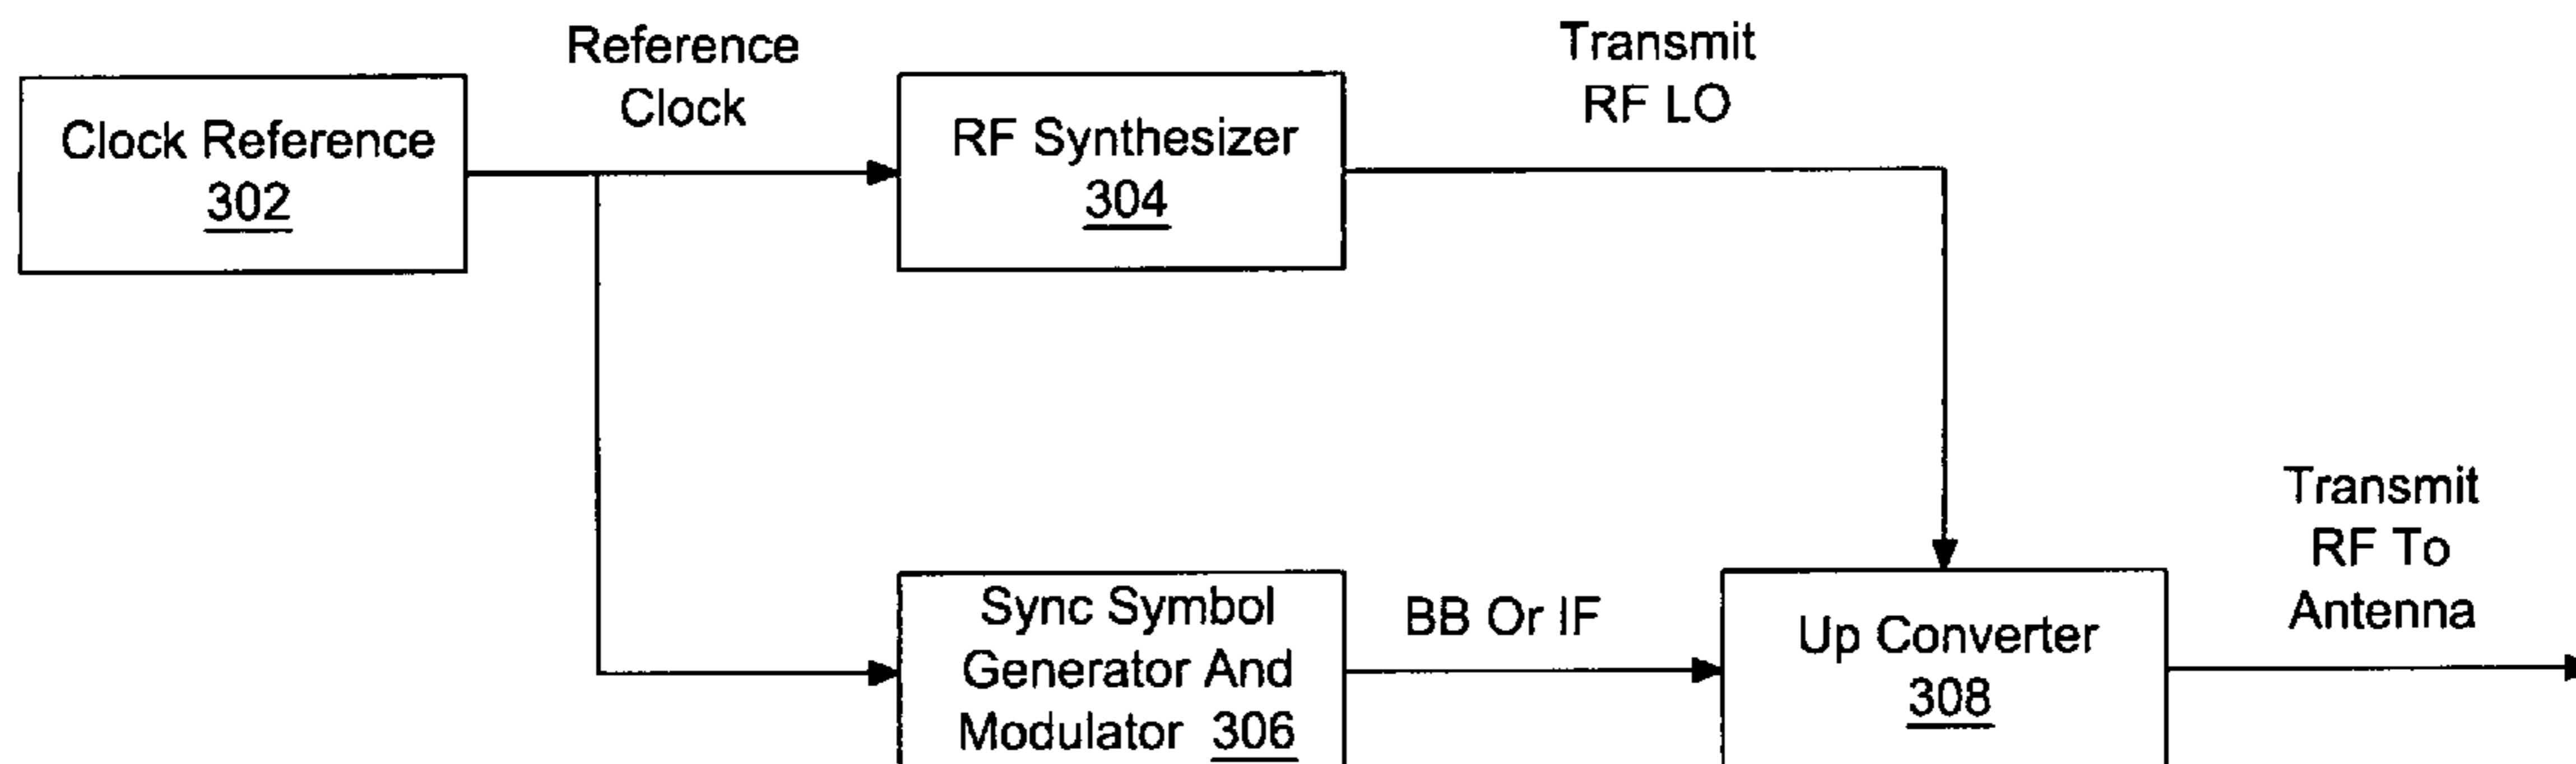 Reference
Clock
Clock Reference
302
RF Synthesizer
304
Transmit
RF LO
Sync Symbol
Generator And
Modulator 306
BB Or IF
Up Converter
308
Transmit
RF To
Antenna